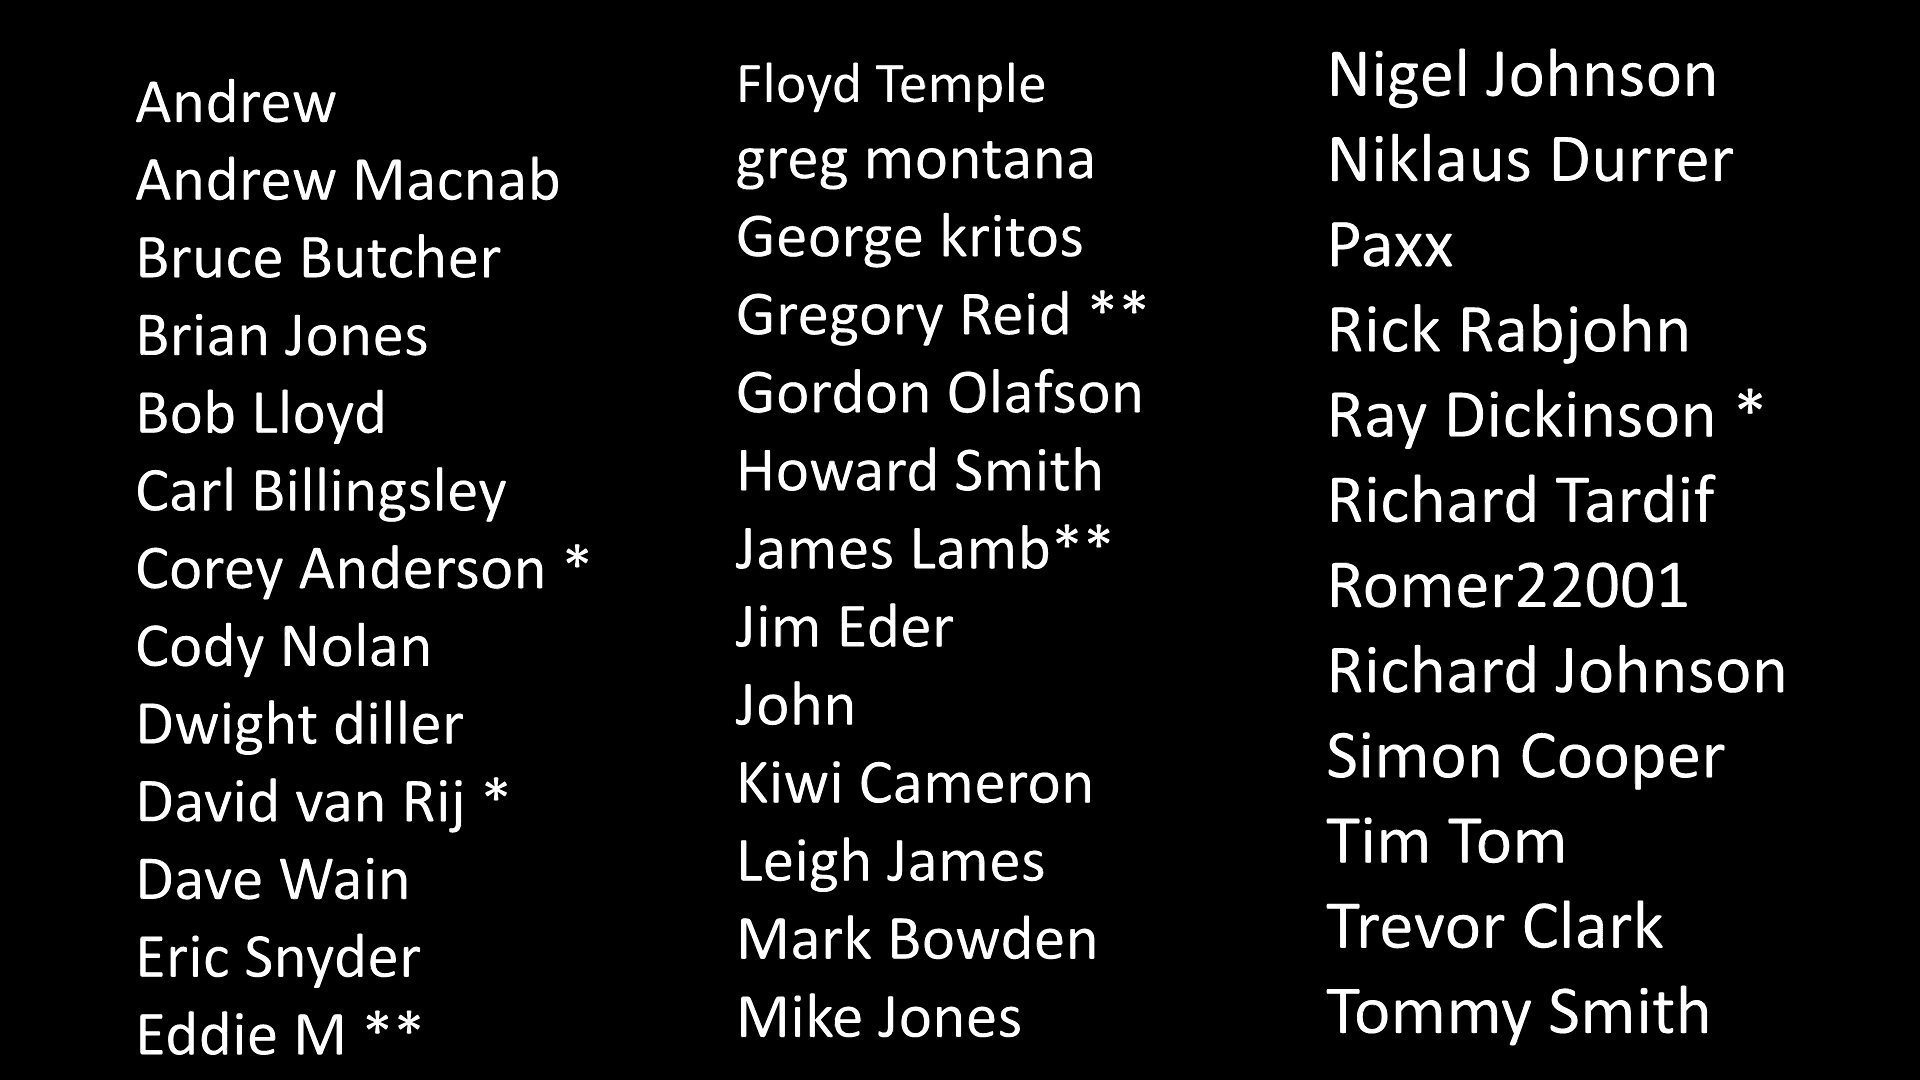 Andrew
Andrew Macnab
Bruce Butcher
Brian Jones
Bob Lloyd
Carl Billingsley
Corey Anderson *
Cody Nolan
Dwight diller
David van Rij *
Dave Wain
Eric Snyder
Eddie M **
Floyd Temple
greg montana
George kritos
Gregory Reid **
Gordon Olafson
Howard Smith
James Lamb**
Jim Eder
John
Kiwi Cameron
Leigh James
Mark Bowden
Mike Jones
Nigel Johnson
Niklaus Durrer
Paxx
Rick Rabjohn
Ray Dickinson *
Richard Tardif
Romer22001
Richard Johnson
Simon Cooper
Tim Tom
Trevor Clark
Tommy Smith